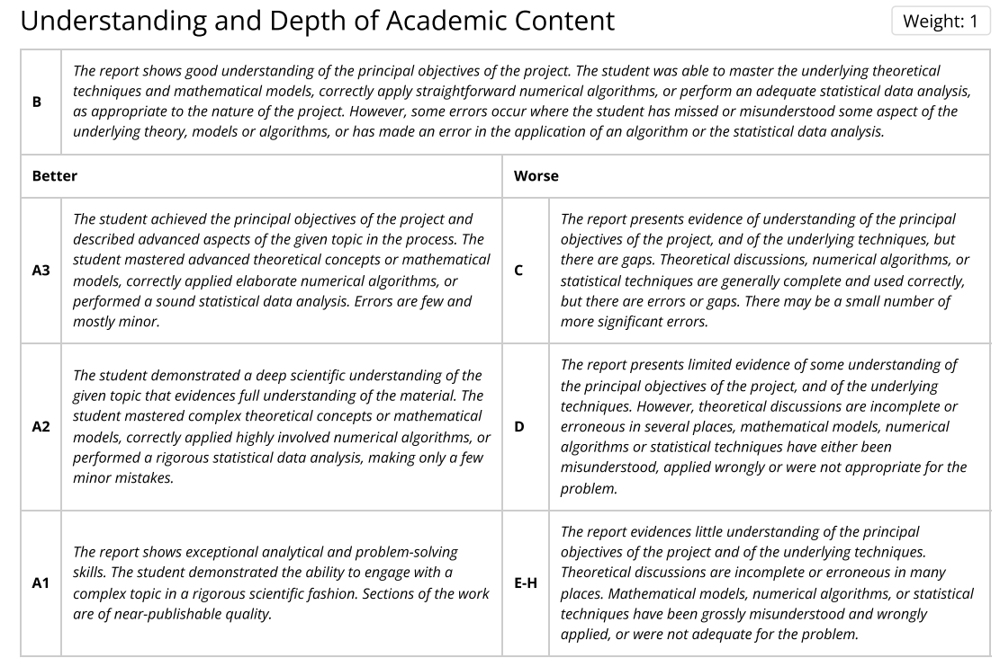 Understanding and Depth of Academic Content
Weight: 1
B
The report shows good understanding of the principal objectives of the project. The student was able to master the underlying theoretical
techniques and mathematical models, correctly apply straightforward numerical algorithms, or perform an adequate statistical data analysis,
as appropriate to the nature of the project. However, some errors occur where the student has missed or misunderstood some aspect of the
underlying theory, models or algorithms, or has made an error in the application of an algorithm or the statistical data analysis.
Better
Worse
A3
The student achieved the principal objectives of the project and
described advanced aspects of the given topic in the process. The
student mastered advanced theoretical concepts or mathematical
models, correctly applied elaborate numerical algorithms, or
performed a sound statistical data analysis. Errors are few and
mostly minor.
C
The report presents evidence of understanding of the principal
objectives of the project, and of the underlying techniques, but
there are gaps. Theoretical discussions, numerical algorithms, or
statistical techniques are generally complete and used correctly,
but there are errors or gaps. There may be a small number of
more significant errors.
A2
The student demonstrated a deep scientific understanding of the
given topic that evidences full understanding of the material. The
student mastered complex theoretical concepts or mathematical
models, correctly applied highly involved numerical algorithms, or
performed a rigorous statistical data analysis, making only a few
minor mistakes.
D
The report presents limited evidence of some understanding of
the principal objectives of the project, and of the underlying
techniques. However, theoretical discussions are incomplete or
erroneous in several places, mathematical models, numerical
algorithms or statistical techniques have either been
misunderstood, applied wrongly or were not appropriate for the
problem.
A1
The report shows exceptional analytical and problem-solving
skills. The student demonstrated the ability to engage with a
complex topic in a rigorous scientific fashion. Sections of the work
are of near-publishable quality.
E-H
The report evidences little understanding of the principal
objectives of the project and of the underlying techniques.
Theoretical discussions are incomplete or erroneous in many
places. Mathematical models, numerical algorithms, or statistical
techniques have been grossly misunderstood and wrongly
applied, or were not adequate for the problem.